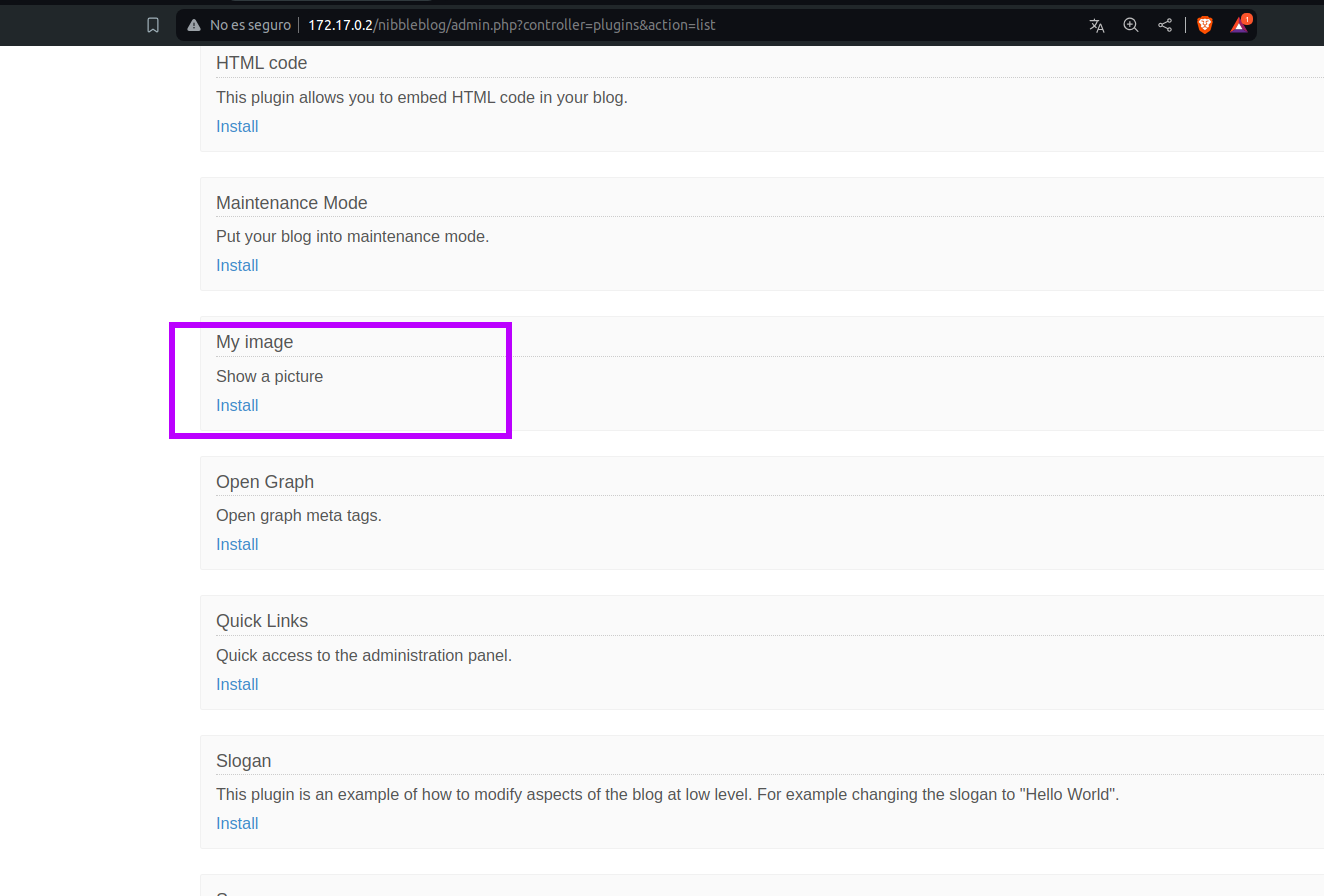 No es seguro 172.17.0.2/nibbleblog/admin.php?controller=plugins&action=list 1
HTML code
This plugin allows you to embed HTML code in your blog.
Install
Maintenance Mode
Put your blog into maintenance mode.
Install
My image
Show a picture
Install
Open Graph
Open graph meta tags.
Install
Quick Links
Quick access to the administration panel.
Install
Slogan
This plugin is an example of how to modify aspects of the blog at low level. For example changing the slogan to "Hello World".
Install